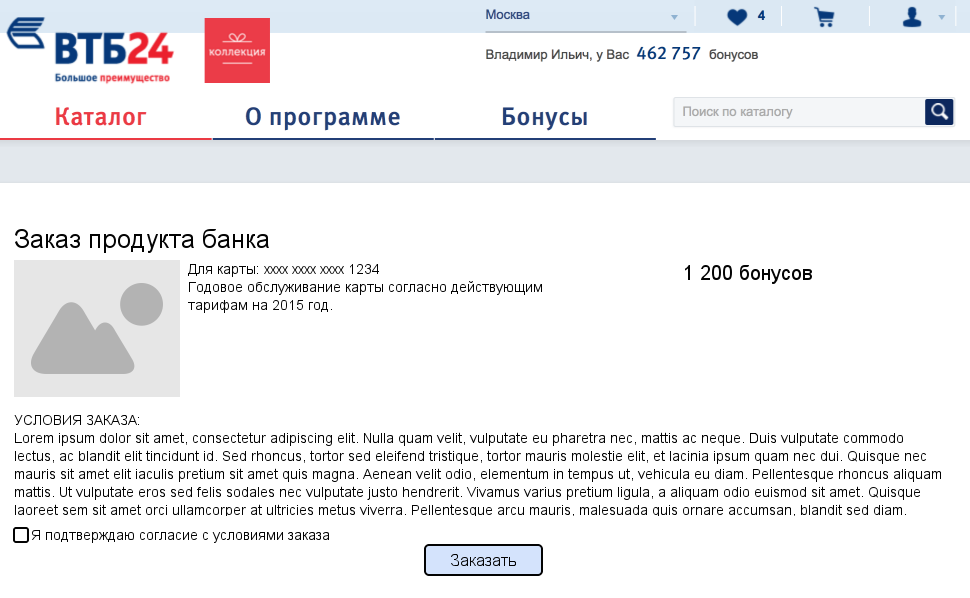 Москва
4
ВТБ24
Большое преимущество
КОЛЛЕКЦИЯ
Владимир Ильич, у Вас 462 757 бонусов
Каталог
О программе
Бонусы
Поиск по каталогу
Заказ продукта банка
Для карты: xxxx xxxx xxxx 1234
1 200 бонусов
Годовое обслуживание карты согласно действующим
тарифам на 2015 год.
УСЛОВИЯ ЗАКАЗА:
Lorem ipsum dolor sit amet, consectetur adipiscing elit. Nulla quam velit, vulputate eu pharetra nec, mattis ac neque. Duis vulputate commodo
lectus, ac blandit elit tincidunt id. Sed rhoncus, tortor sed eleifend tristique, tortor mauris molestie elit, et lacinia ipsum quam nec dui. Quisque nec
mauris sit amet elit iaculis pretium sit amet quis magna. Aenean velit odio, elementum in tempus ut, vehicula eu diam. Pellentesque rhoncus aliquam
mattis. Ut vulputate eros sed felis sodales nec vulputate justo hendrerit. Vivamus varius pretium ligula, a aliquam odio euismod sit amet. Quisque
laoreet sem sit amet orci ullamcorper at ultricies metus viverra. Pellentesque arcu mauris, malesuada quis ornare accumsan, blandit sed diam.
Я подтверждаю согласие с условиями заказа
Заказать